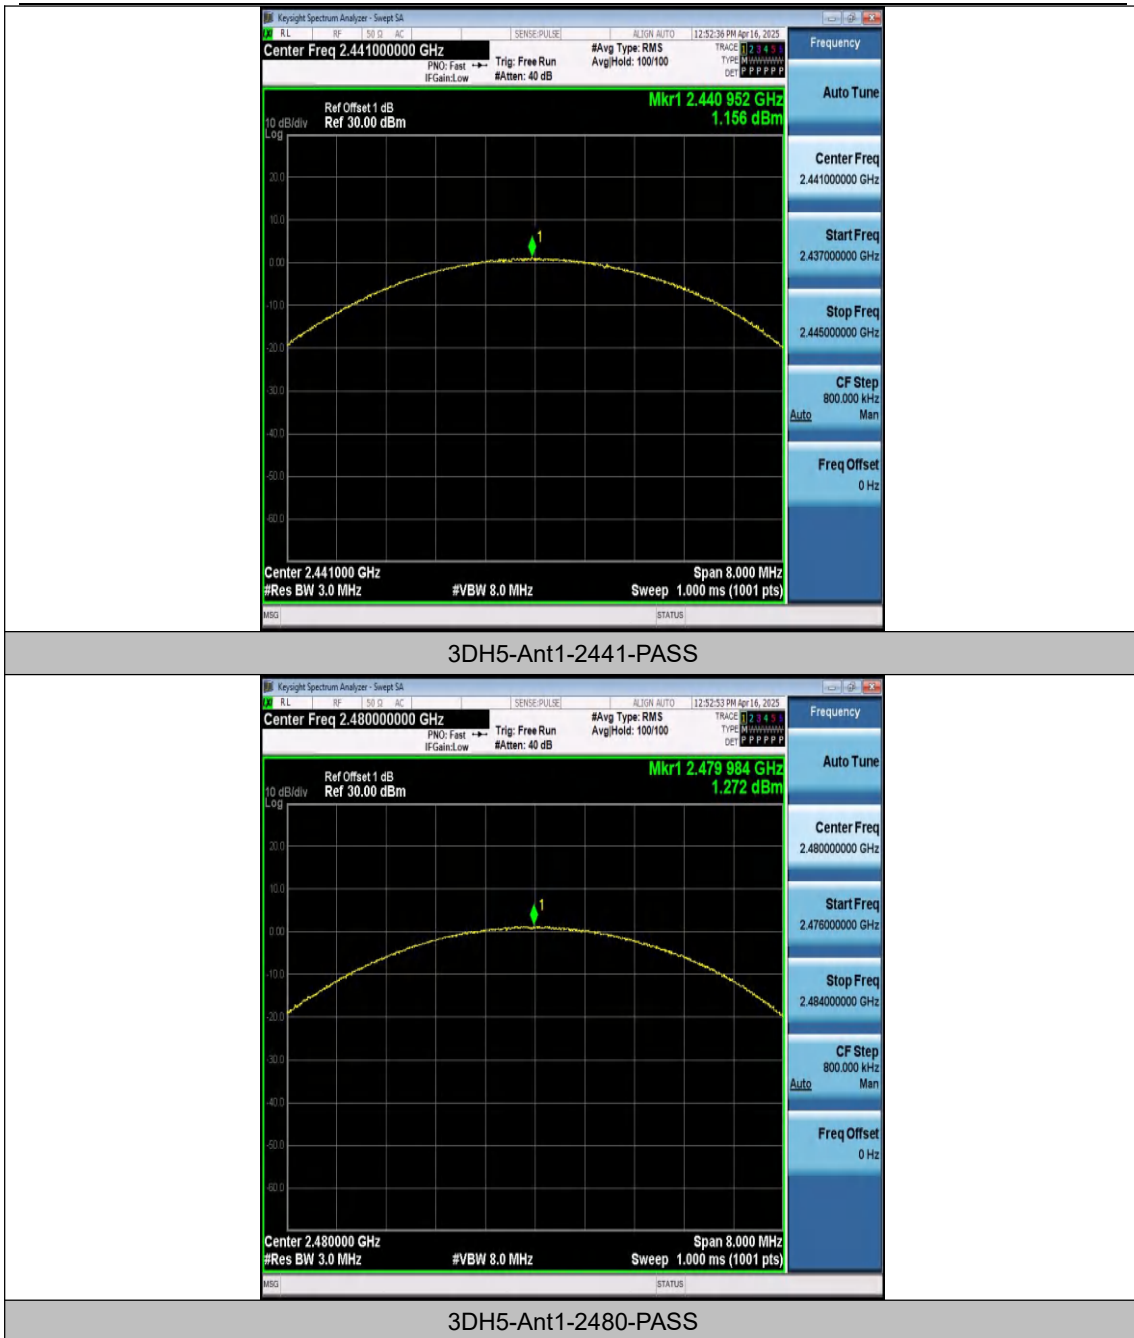 Keysight Spectrum Analyzer - Swept SA
RL RF 50 Ω AC SENSE:PULSE ALIGN AUTO 12:52:36 PM Apr 16, 2025
Center Freq 2.441000000 GHz #Avg Type: RMS TRACE 1 2 3 4 5 6
PNO: Fast Trig: Free Run Avg|Hold: 100/100 TYPE M WWWWW
IFGain:Low #Atten: 40 dB DET P P P P P P
Mkr1 2.440 952 GHz
Ref Offset 1 dB
10 dB/div Ref 30.00 dBm 1.156 dBm
Log
20.0
10.0
1
0.00
-10.0
-20.0
-30.0
-40.0
-50.0
-60.0
Center 2.441000 GHz Span 8.000 MHz
#Res BW 3.0 MHz #VBW 8.0 MHz Sweep 1.000 ms (1001 pts)
MSG STATUS
Frequency
Auto Tune
Center Freq
2.441000000 GHz
Start Freq
2.437000000 GHz
Stop Freq
2.445000000 GHz
CF Step
800.000 kHz
Auto Man
Freq Offset
0 Hz
3DH5-Ant1-2441-PASS
Keysight Spectrum Analyzer - Swept SA
RL RF 50 Ω AC SENSE:PULSE ALIGN AUTO 12:52:53 PM Apr 16, 2025
Center Freq 2.480000000 GHz #Avg Type: RMS TRACE 1 2 3 4 5 6
PNO: Fast Trig: Free Run Avg|Hold: 100/100 TYPE M WWWWW
IFGain:Low #Atten: 40 dB DET P P P P P P
Mkr1 2.479 984 GHz
Ref Offset 1 dB
10 dB/div Ref 30.00 dBm 1.272 dBm
Log
20.0
10.0
1
0.00
-10.0
-20.0
-30.0
-40.0
-50.0
-60.0
Center 2.480000 GHz Span 8.000 MHz
#Res BW 3.0 MHz #VBW 8.0 MHz Sweep 1.000 ms (1001 pts)
MSG STATUS
Frequency
Auto Tune
Center Freq
2.480000000 GHz
Start Freq
2.476000000 GHz
Stop Freq
2.484000000 GHz
CF Step
800.000 kHz
Auto Man
Freq Offset
0 Hz
3DH5-Ant1-2480-PASS